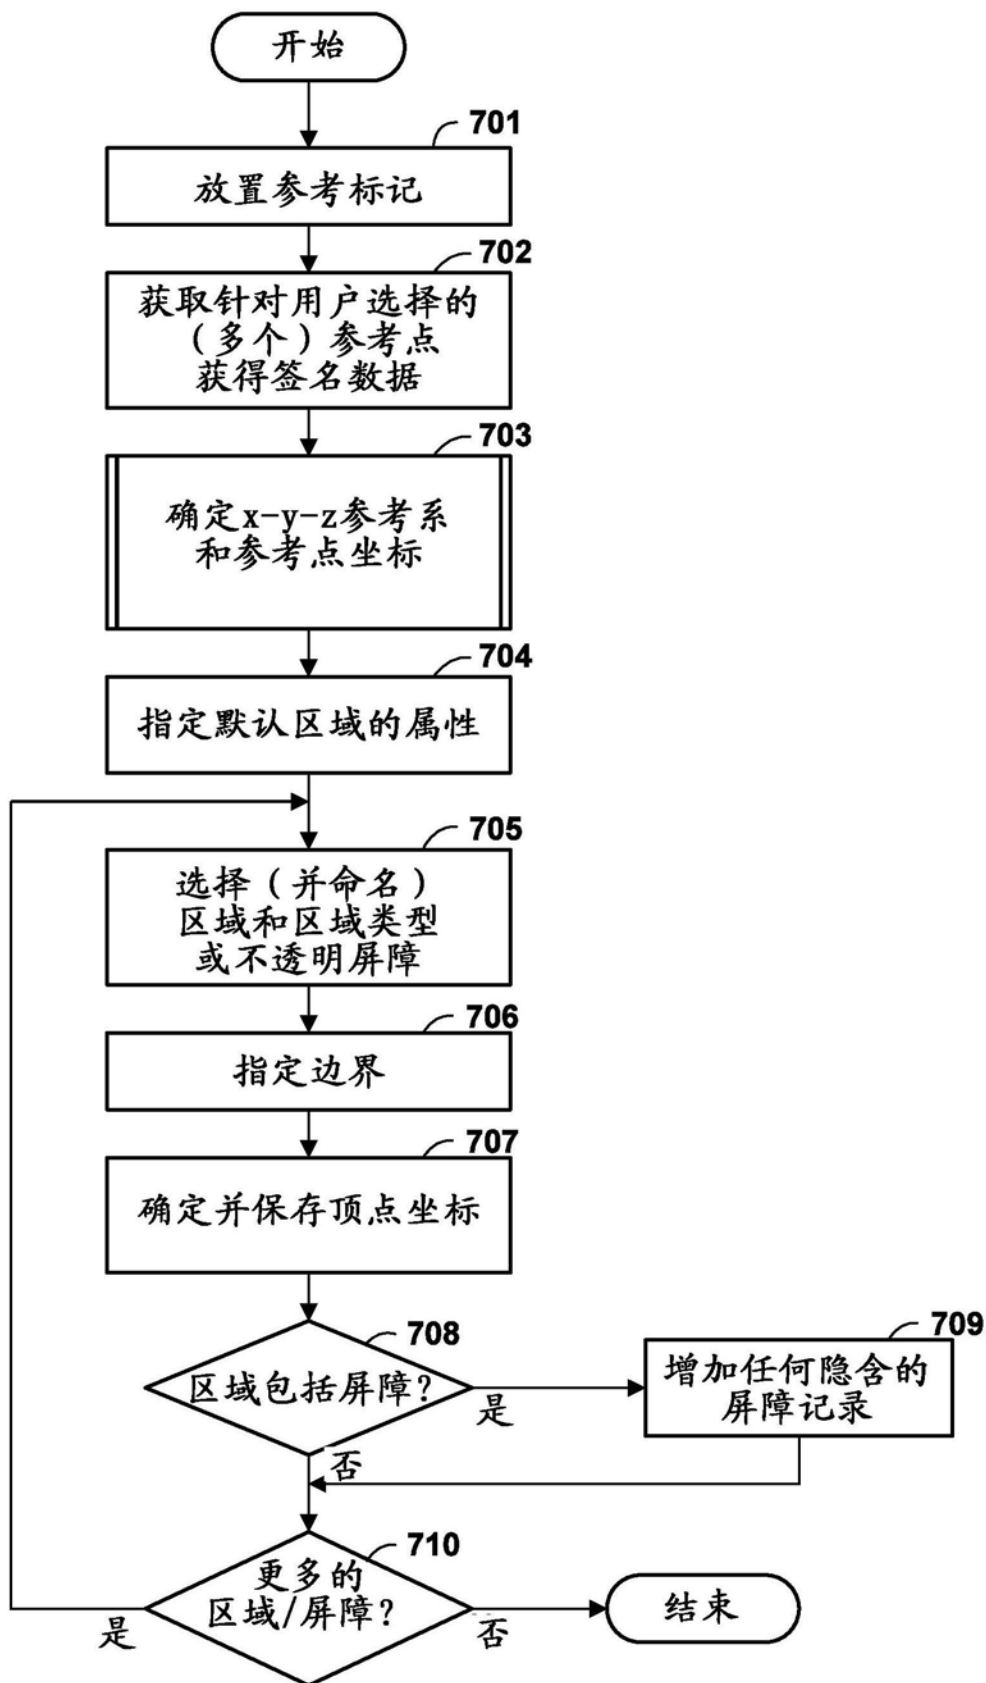 开始
701
放置参考标记
702
获取针对用户选择的
（多个）参考点
获得签名数据
703
确定x-y-z参考系
和参考点坐标
704
指定默认区域的属性
705
选择（并命名）
区域和区域类型
或不透明屏障
706
指定边界
707
确定并保存顶点坐标
708
区域包括屏障？
是
709
增加任何隐含的
屏障记录
否
710
更多的
区域/屏障？
是
否
结束